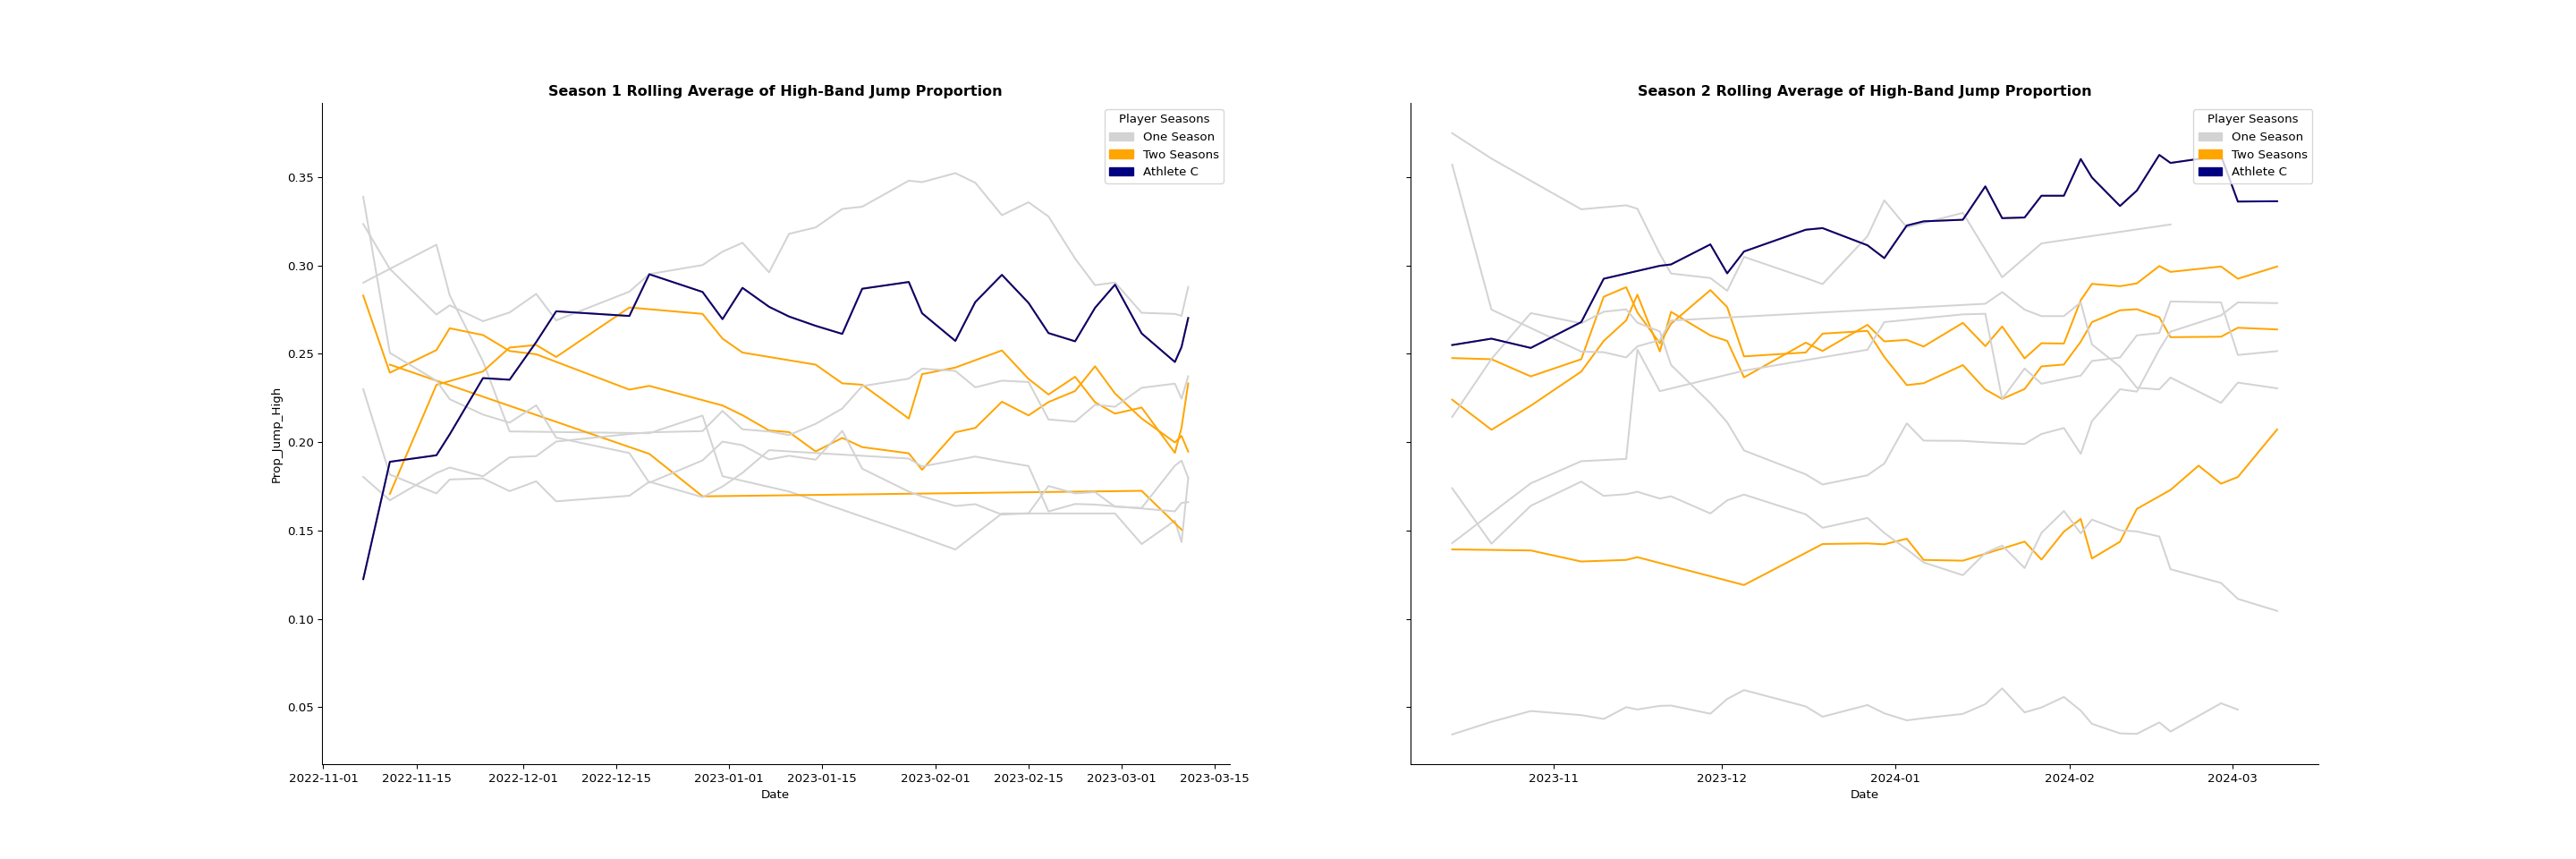 Season 1 Rolling Average of High-Band Jump Proportion
Player Seasons
One Season
Two Seasons
Athlete C
0.35
0.30
0.25
0.20
0.15
0.10
0.05
Prop_Jump_High
2022-11-01 2022-11-15 2022-12-01 2022-12-15 2023-01-01 2023-01-15 2023-02-01 2023-02-15 2023-03-01 2023-03-15
Date
Season 2 Rolling Average of High-Band Jump Proportion
Player Seasons
One Season
Two Seasons
Athlete C
2023-11 2023-12 2024-01 2024-02 2024-03
Date